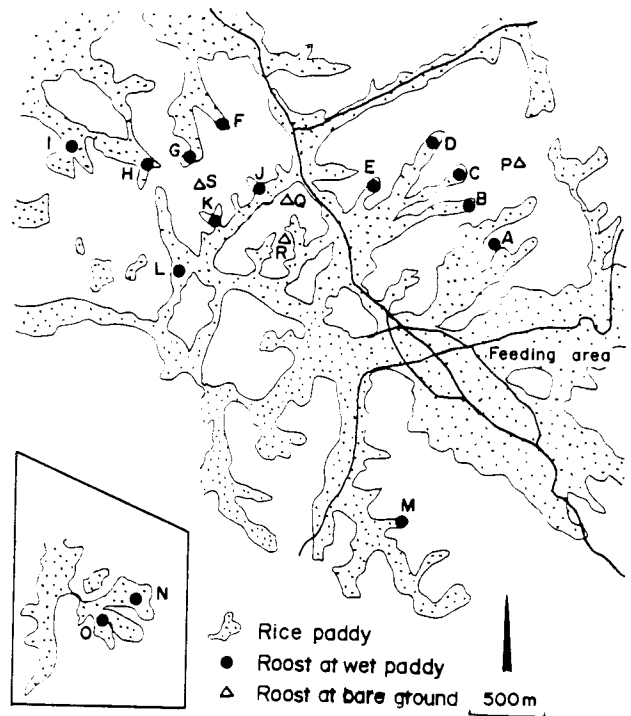 F
D
I
G
E
C
P
H
S
J
B
K
Q
A
R
L
Feeding area
M
N
O
Rice paddy
Roost at wet paddy
Roost at bare ground
500m